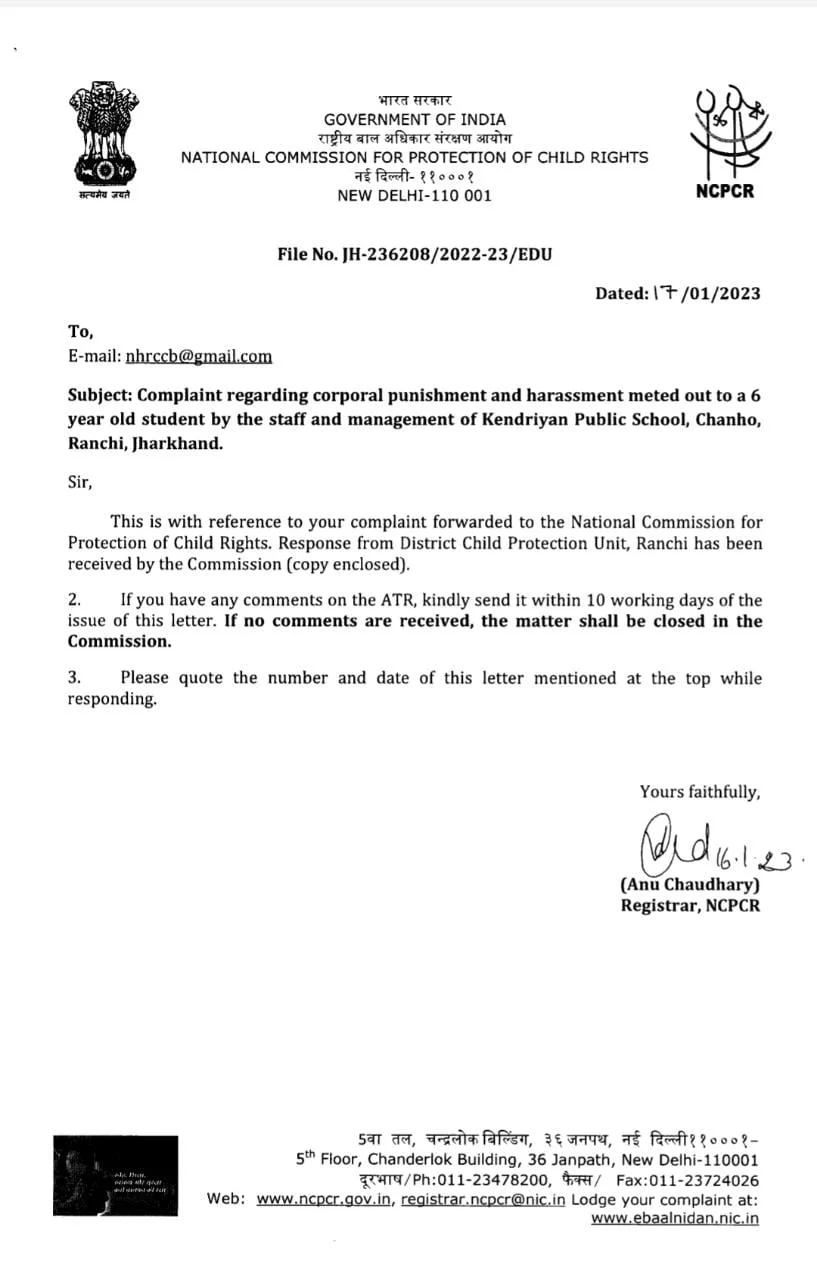 भारत सरकार
GOVERNMENT OF INDIA
राष्ट्रीय बाल अधिकार संरक्षण आयोग
NATIONAL COMMISSION FOR PROTECTION OF CHILD RIGHTS
नई दिल्ली- ११०००१
NEW DELHI-110 001
सत्यमेव जयते
NCPCR
File No. JH-236208/2022-23/EDU
Dated: 17/01/2023
To,
E-mail: nhrccb@gmail.com
Subject: Complaint regarding corporal punishment and harassment meted out to a 6
year old student by the staff and management of Kendriyan Public School, Chanho,
Ranchi, Jharkhand.
Sir,
This is with reference to your complaint forwarded to the National Commission for
Protection of Child Rights. Response from District Child Protection Unit, Ranchi has been
received by the Commission (copy enclosed).
2. If you have any comments on the ATR, kindly send it within 10 working days of the
issue of this letter. If no comments are received, the matter shall be closed in the
Commission.
3. Please quote the number and date of this letter mentioned at the top while
responding.
Yours faithfully,
16.1.23.
(Anu Chaudhary)
Registrar, NCPCR
5वा तल, चन्द्रलोक बिल्डिंग, ३६ जनपथ, नई दिल्ली११०००१-
5th Floor, Chanderlok Building, 36 Janpath, New Delhi-110001
दूरभाष/Ph:011-23478200, फैक्स/ Fax:011-23724026
Web: www.ncpcr.gov.in, registrar.ncpcr@nic.in Lodge your complaint at:
www.ebaalnidan.nic.in